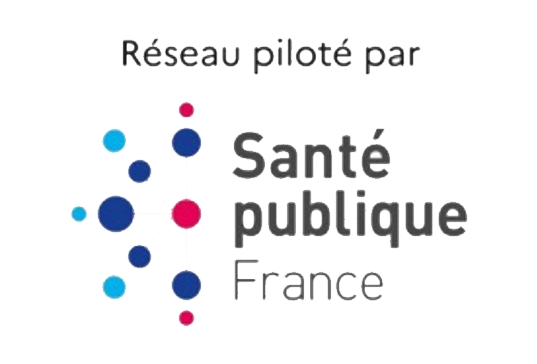 Réseau piloté par
Santé
publique
France